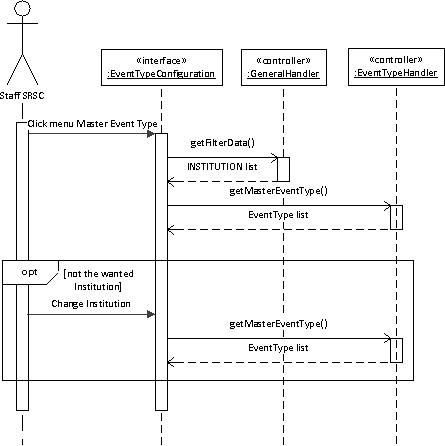 «interface»
:EventTypeConfiguration
«controller»
:GeneralHandler
«controller»
:EventTypeHandler
Staff SRSC
Click menu Master Event Type
getFilterData()
INSTITUTION list
getMasterEventType()
EventType list
opt
[not the wanted
Institution]
Change Institution
getMasterEventType()
EventType list